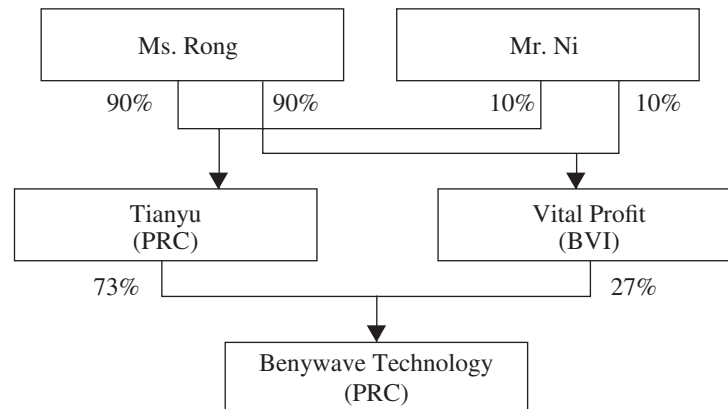 Ms. Rong
Mr. Ni
90%
90%
10%
10%
Tianyu
(PRC)
Vital Profit
(BVI)
73%
27%
Benywave Technology
(PRC)